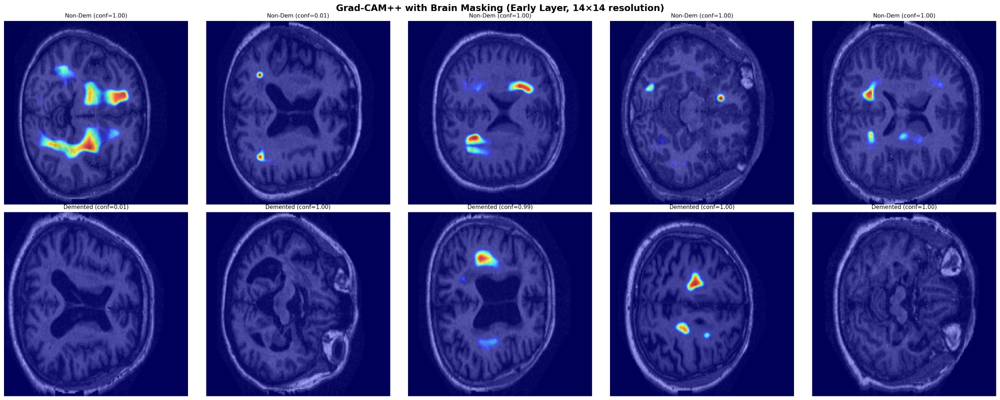 Grad-CAM++ with Brain Masking (Early Layer, 14×14 resolution)
Non-Dem (conf=1.00)
Non-Dem (conf=0.01)
Non-Dem (conf=1.00)
Non-Dem (conf=1.00)
Non-Dem (conf=1.00)
Demented (conf=0.01)
Demented (conf=1.00)
Demented (conf=0.99)
Demented (conf=1.00)
Demented (conf=1.00)